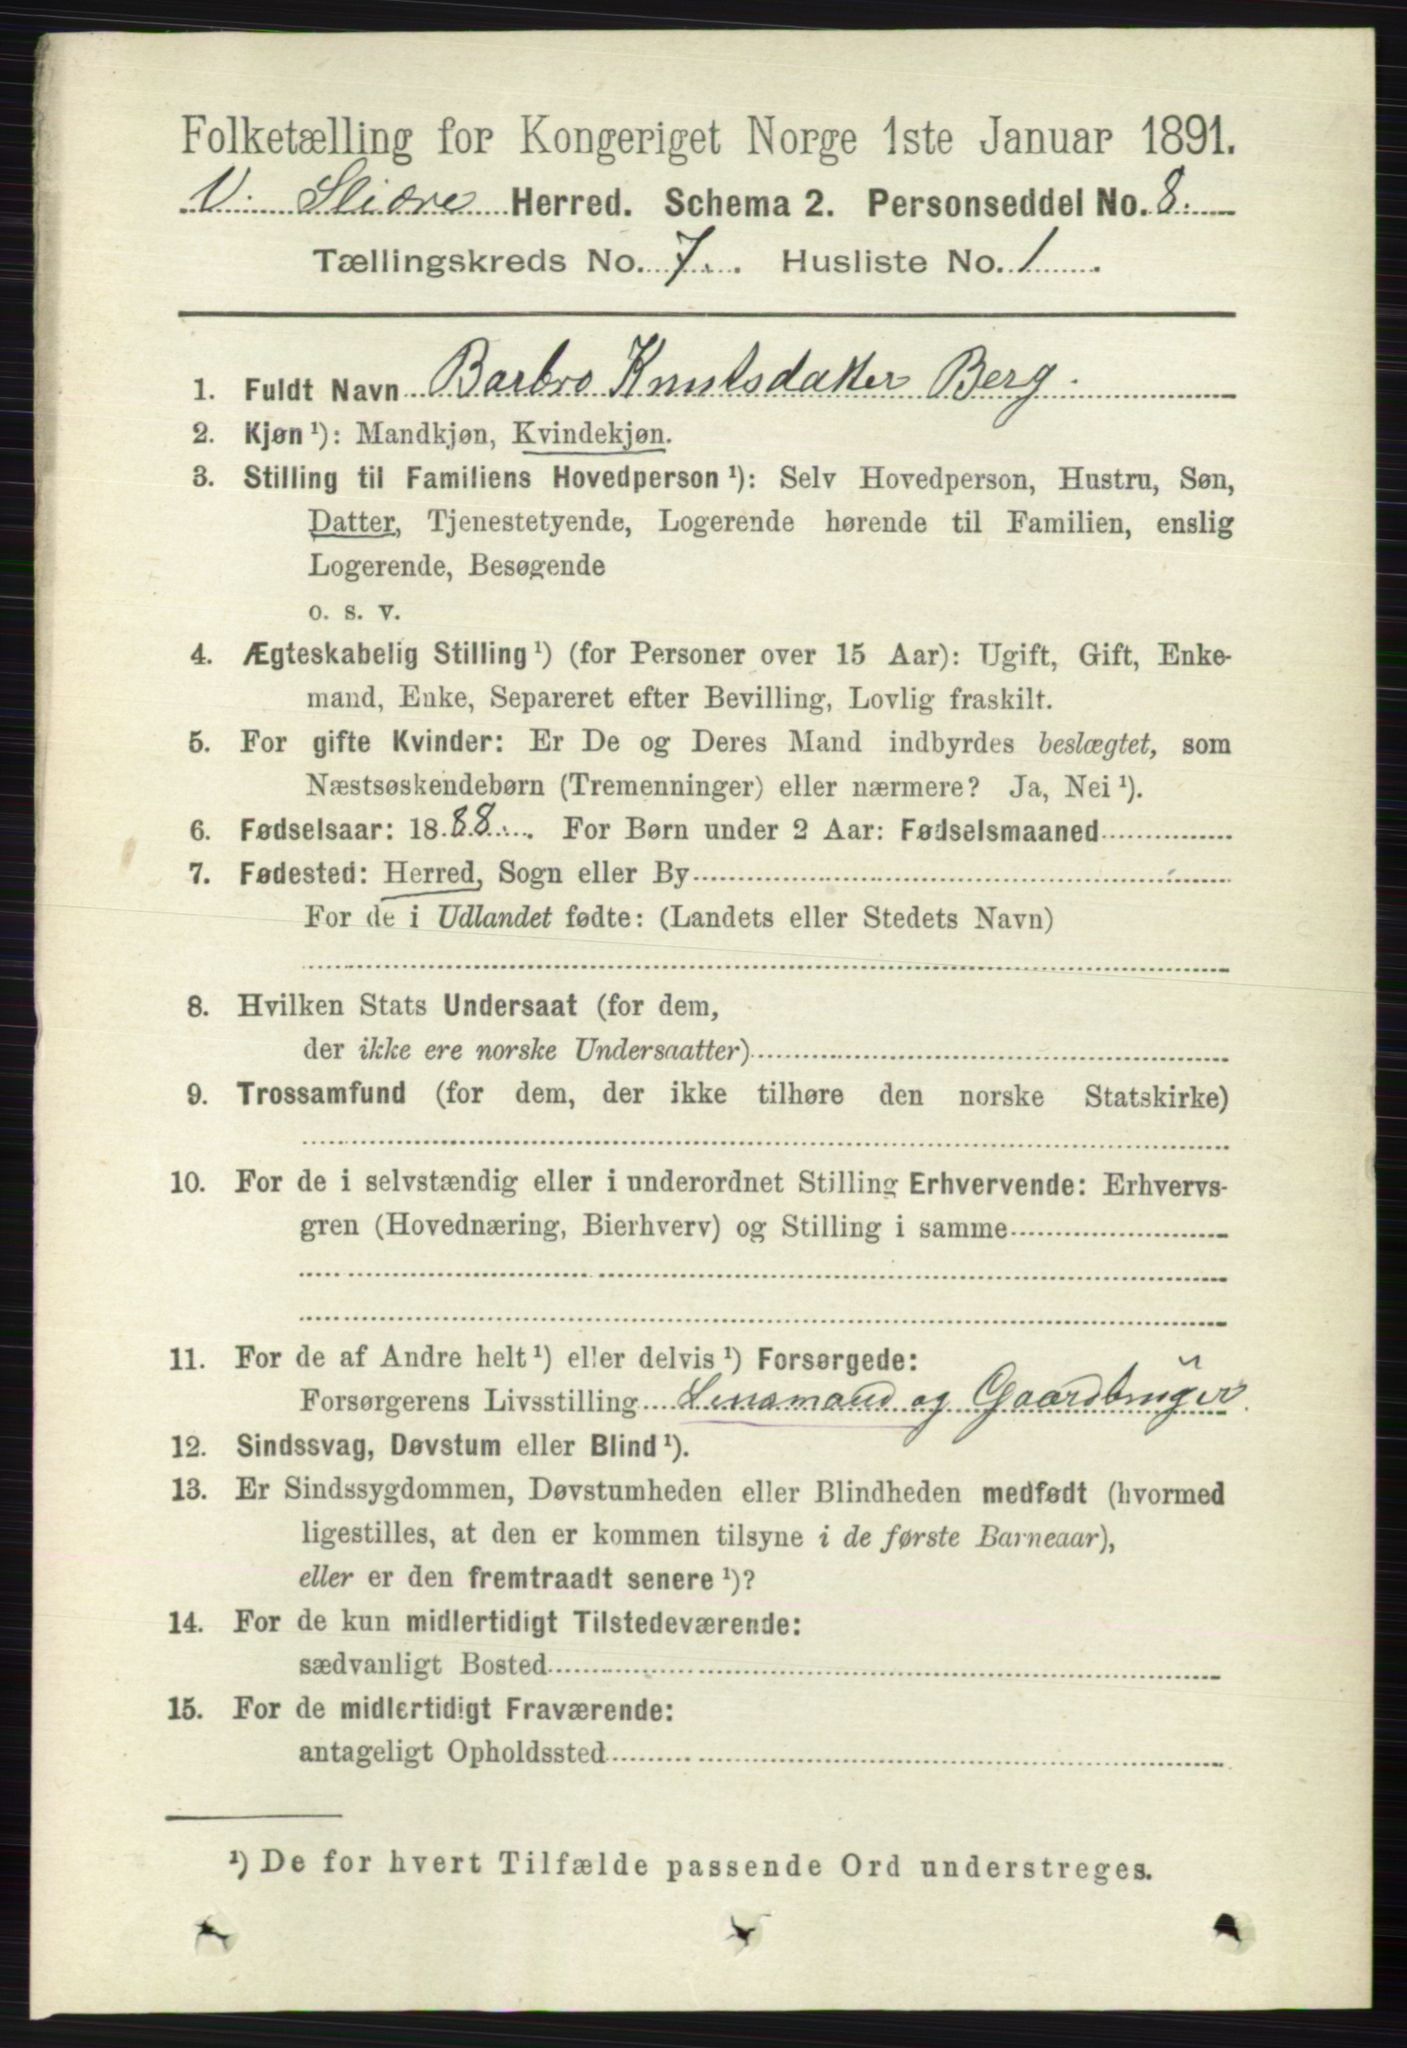 Folketælling for Kongeriget Norge 1ste Januar 1891.
V. Slidre Herred. Schema 2. Personseddel No. 8.
Tællingskreds No. 7. Husliste No. 1
1. Fuldt Navn Barbro Knutsdatter Berg.
2. Kjøn ¹): Mandkjøn, Kvindekjøn.
3. Stilling til Familiens Hovedperson ¹): Selv Hovedperson, Hustru, Søn,
Datter, Tjenestetyende, Logerende hørende til Familien, enslig
Logerende, Besøgende
o. s. v.
4. Ægteskabelig Stilling ¹) (for Personer over 15 Aar): Ugift, Gift, Enke-
mand, Enke, Separeret efter Bevilling, Lovlig fraskilt.
5. For gifte Kvinder: Er De og Deres Mand indbyrdes beslægtet, som
Næstsøskendebørn (Tremenninger) eller nærmere? Ja, Nei ¹).
6. Fødselsaar: 1888. For Børn under 2 Aar: Fødselsmaaned
7. Fødested: Herred, Sogn eller By
For de i Udlandet fødte: (Landets eller Stedets Navn)
8. Hvilken Stats Undersaat (for dem,
der ikke ere norske Undersaatter)
9. Trossamfund (for dem, der ikke tilhøre den norske Statskirke)
10. For de i selvstændig eller i underordnet Stilling Erhvervende: Erhvervs-
gren (Hovednæring, Bierhverv) og Stilling i samme
11. For de af Andre helt ¹) eller delvis ¹) Forsørgede:
Forsørgerens Livsstilling Lensmand og Gaardbruger.
12. Sindssvag, Døvstum eller Blind ¹).
13. Er Sindssygdommen, Døvstumheden eller Blindheden medfødt (hvormed
ligestilles, at den er kommen tilsyne i de første Barneaar),
eller er den fremtraadt senere ¹)?
14. For de kun midlertidigt Tilstedeværende:
sædvanligt Bosted
15. For de midlertidigt Fraværende:
antageligt Opholdssted
¹) De for hvert Tilfælde passende Ord understreges.